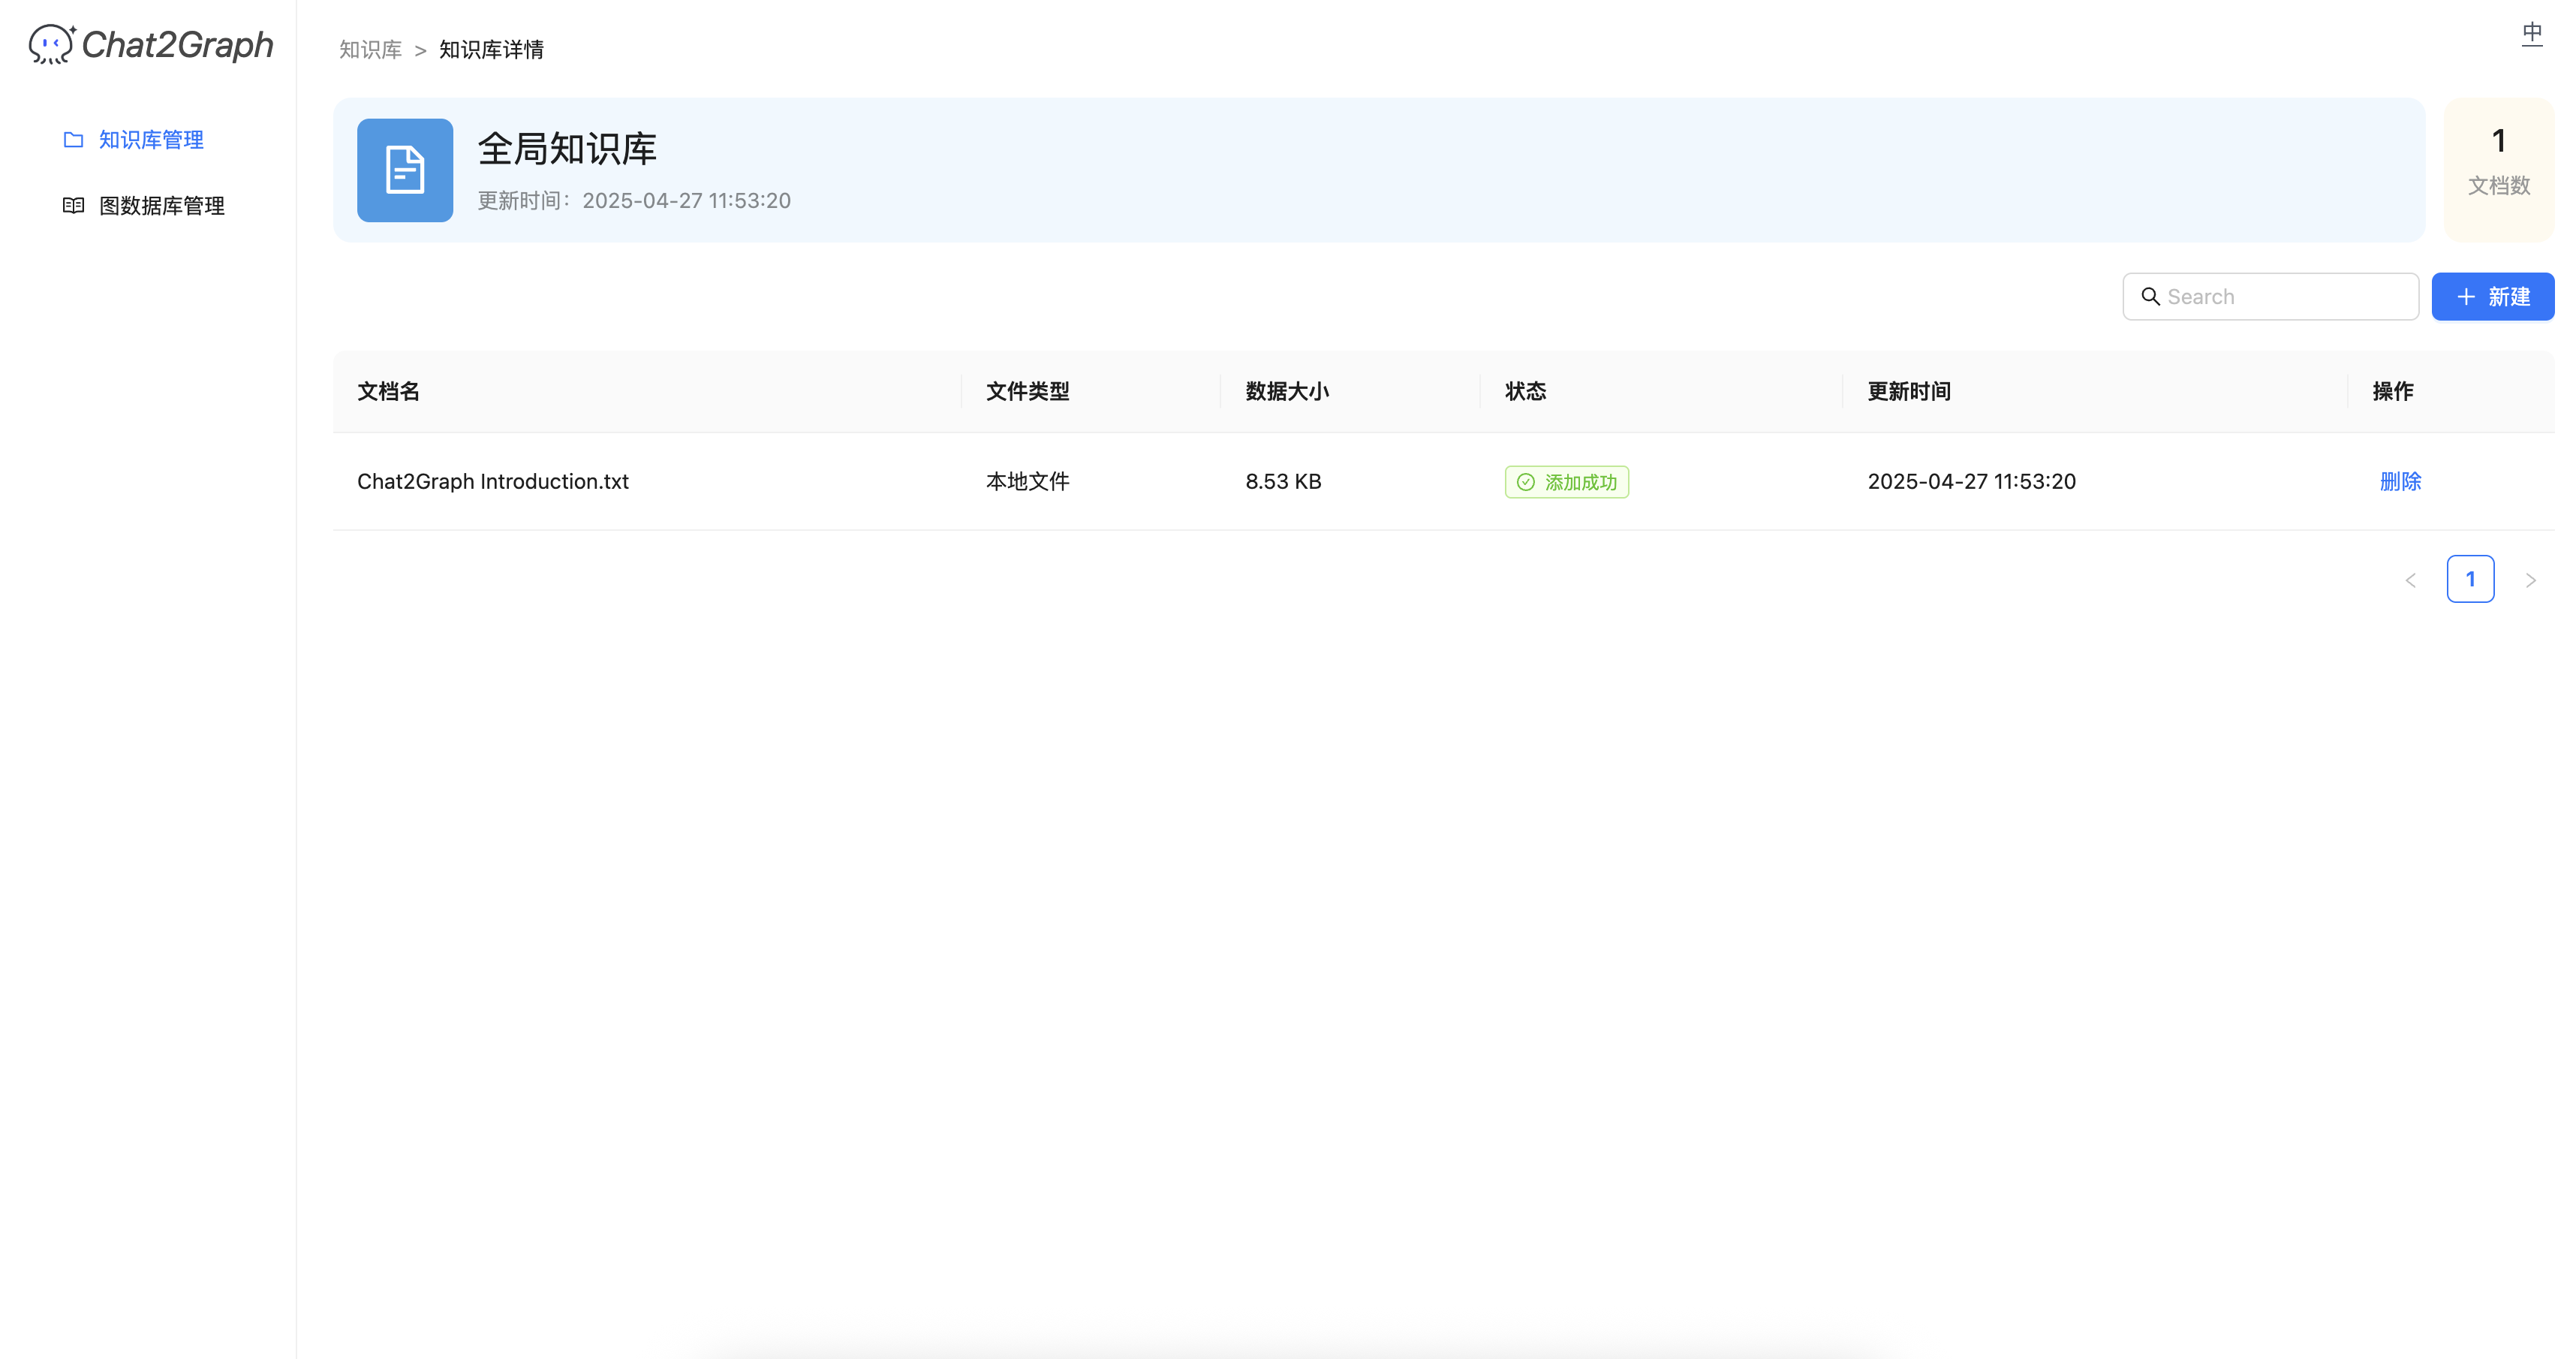 Chat2Graph
知识库 > 知识库详情
中
知识库管理
图数据库管理
全局知识库
更新时间：2025-04-27 11:53:20
1
文档数
Search
+ 新建
文档名 文件类型 数据大小 状态 更新时间 操作
Chat2Graph Introduction.txt 本地文件 8.53 KB 添加成功 2025-04-27 11:53:20 删除
< 1 >